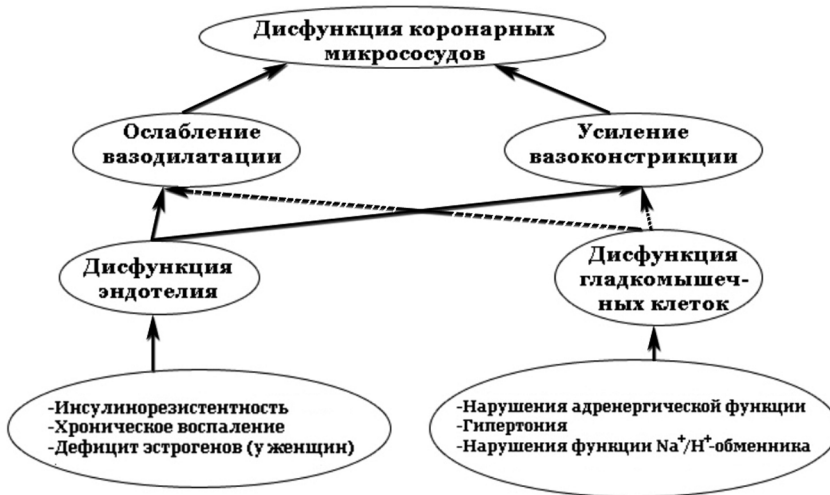 Дисфункция коронарных
микрососудов
Ослабление
вазодилатации
Усиление
вазоконстрикции
Дисфункция
эндотелия
Дисфункция
гладкомышеч-
ных клеток
-Инсулинорезистентность
-Хроническое воспаление
-Дефицит эстрогенов (у женщин)
-Нарушения адренергической функции
-Гипертония
-Нарушения функции Na⁺/H⁺-обменника